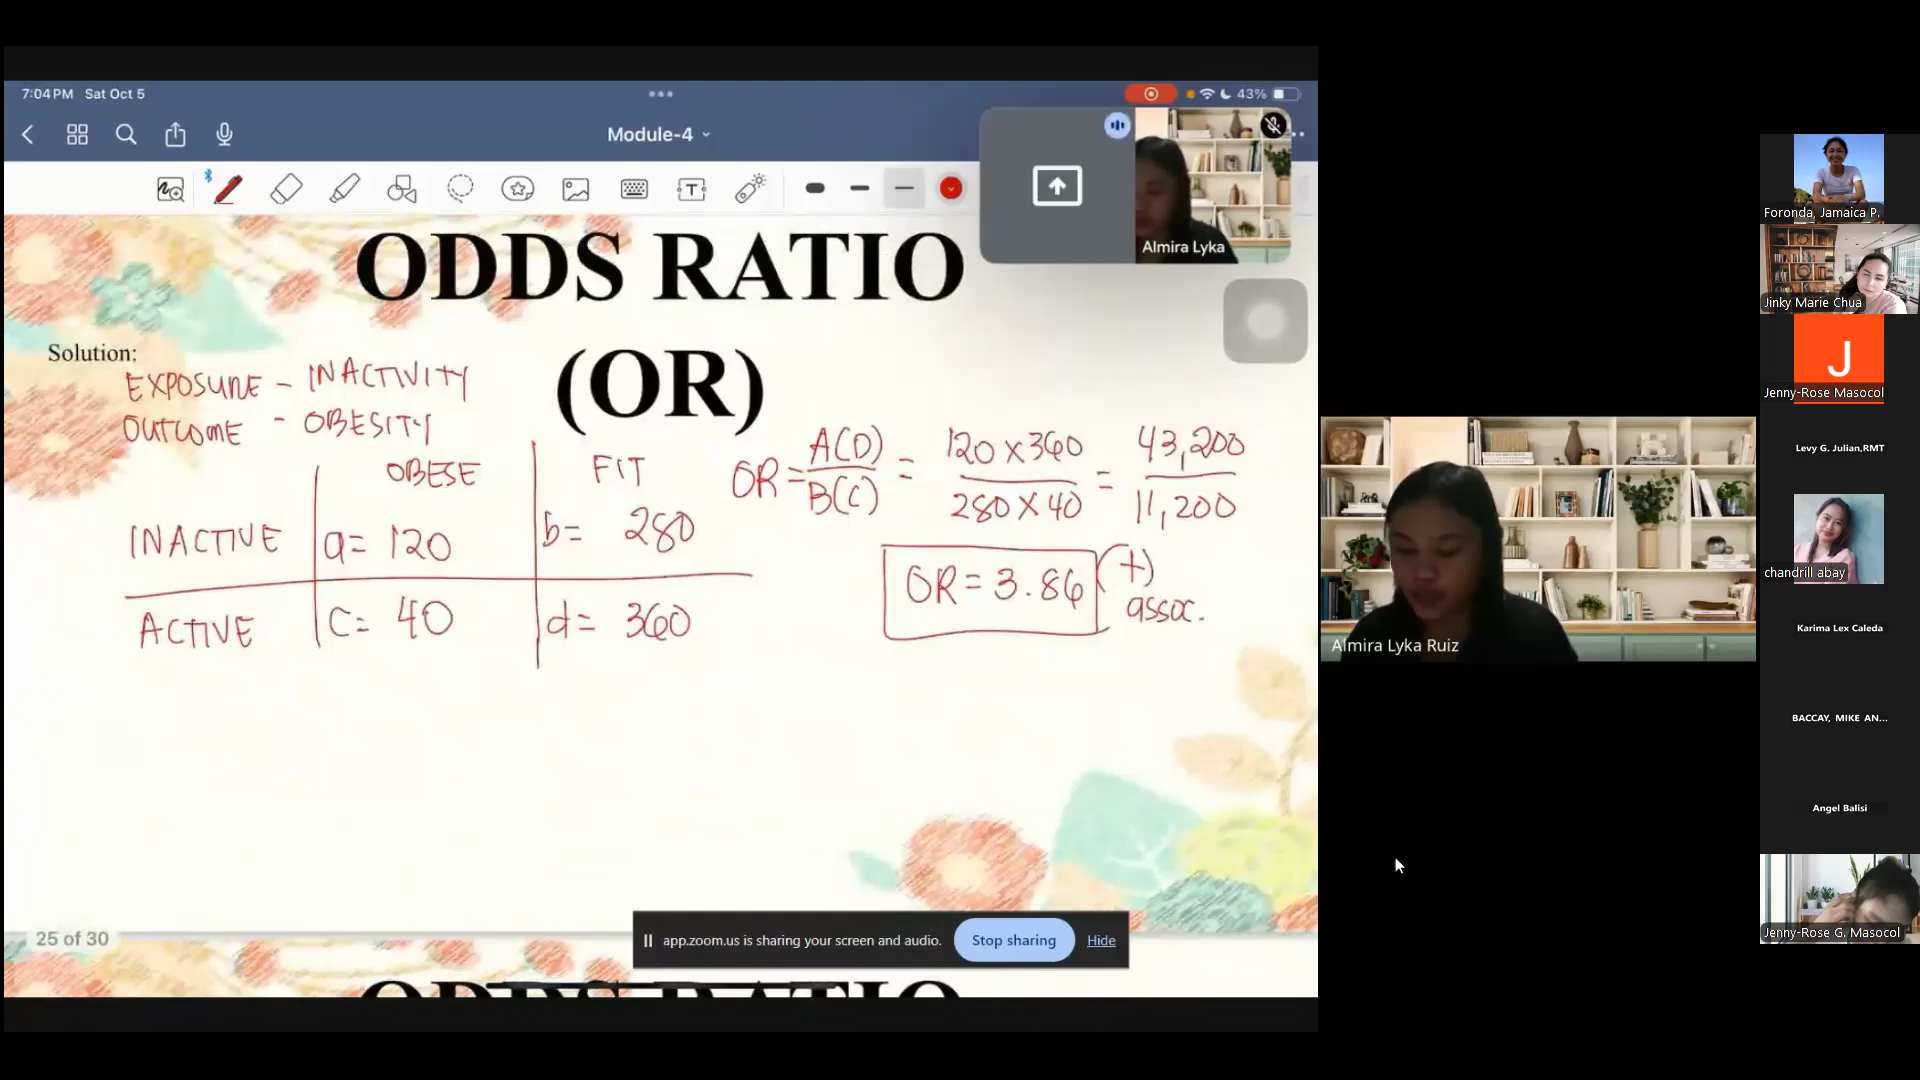 7:04 PM Sat Oct 5
43%
Module-4
Almira Lyka
ODDS RATIO
(OR)
Solution:
EXPOSURE - INACTIVITY
OUTCOME - OBESITY
OBESE FIT
INACTIVE a= 120 b= 280
ACTIVE c= 40 d= 360
OR = A(D) / B(C) = 120 x 360 / 280 x 40 = 43,200 / 11,200
OR = 3.86 (+) assoc.
25 of 30
app.zoom.us is sharing your screen and audio.
Stop sharing
Hide
ODDS RATIO
Almira Lyka Ruiz
Foronda, Jamaica P.
Jinky Marie Chua
J
Jenny-Rose Masocol
Levy G. Julian,RMT
chandrill abay
Karima Lex Caleda
BACCAY, MIKE AN...
Angel Balisi
Jenny-Rose G. Masocol